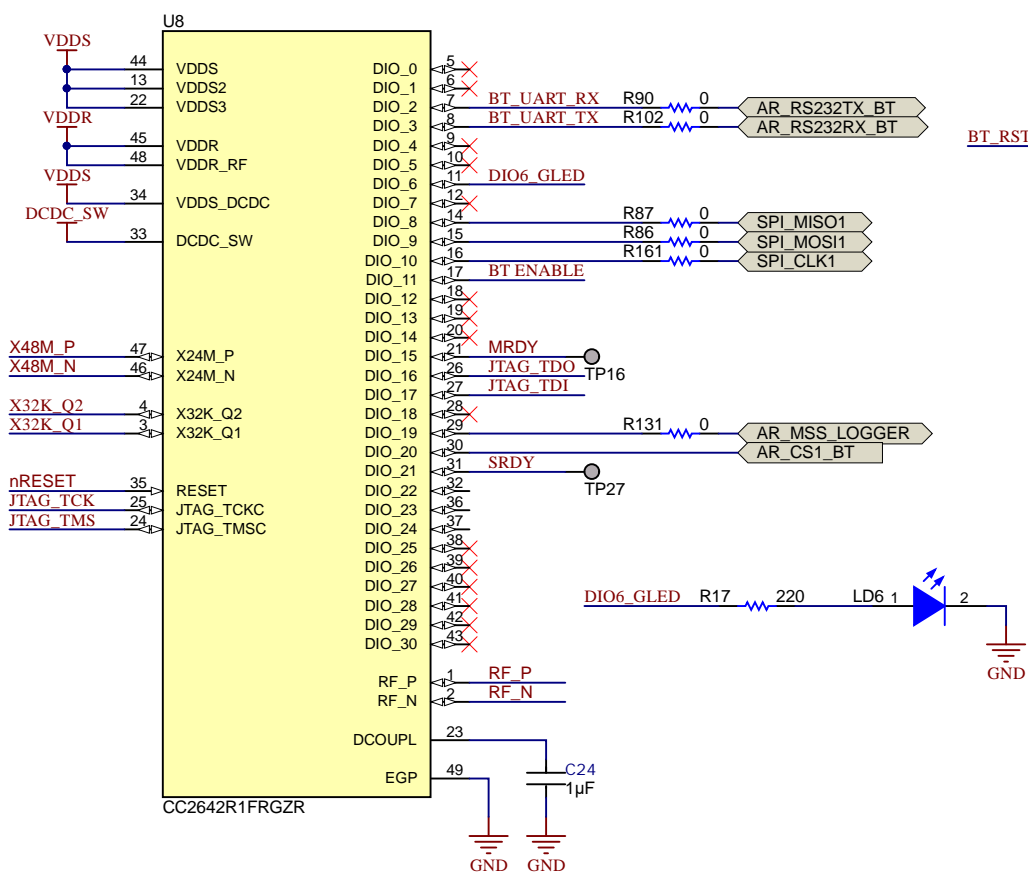 U8
VDDS
44 VDDS DIO_0 5
13 VDDS2 DIO_1 6
22 VDDS3 DIO_2 7 BT_UART_RX R90 0 AR_RS232TX_BT
VDDR DIO_3 8 BT_UART_TX R102 0 AR_RS232RX_BT
45 VDDR DIO_4 9 BT_RST
48 VDDR_RF DIO_5 10
VDDS DIO_6 11 DIO6_GLED
34 VDDS_DCDC DIO_7 12
DCDC_SW DIO_8 14 R87 0 SPI_MISO1
33 DCDC_SW DIO_9 15 R86 0 SPI_MOSI1
DIO_10 16 R161 0 SPI_CLK1
DIO_11 17 BT ENABLE
DIO_12 18
DIO_13 19
DIO_14 20
X48M_P 47 X24M_P DIO_15 21 MRDY TP16
X48M_N 46 X24M_N DIO_16 26 JTAG_TDO
DIO_17 27 JTAG_TDI
X32K_Q2 4 X32K_Q2 DIO_18 28
X32K_Q1 3 X32K_Q1 DIO_19 29 R131 0 AR_MSS_LOGGER
DIO_20 30 AR_CS1_BT
DIO_21 31 SRDY TP27
nRESET 35 RESET DIO_22 32
JTAG_TCK 25 JTAG_TCKC DIO_23 36
JTAG_TMS 24 JTAG_TMSC DIO_24 37
DIO_25 38
DIO_26 39
DIO_27 40
DIO_28 41 DIO6_GLED R17 220 LD6 1 2
DIO_29 42
DIO_30 43
GND
RF_P 1 RF_P
RF_N 2 RF_N
DCOUPL 23
C24
EGP 49 1µF
CC2642R1FRGZR
GND GND